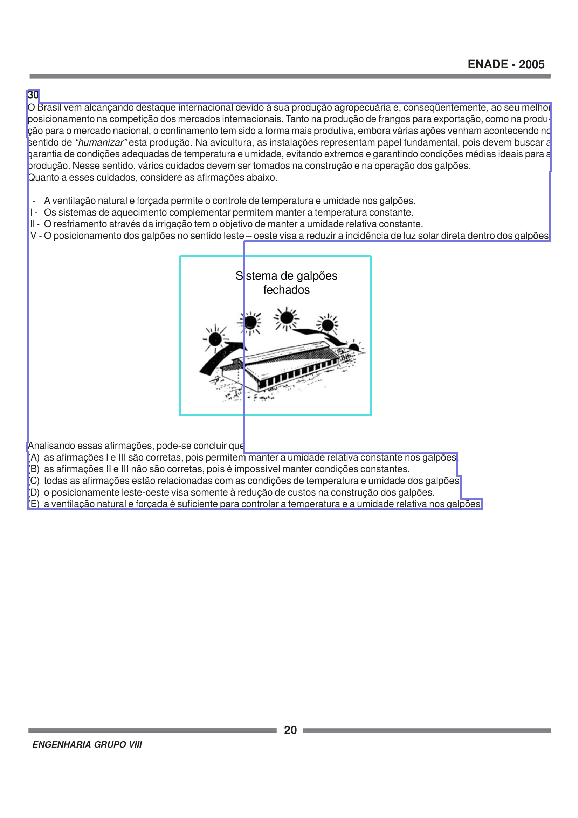 ENADE - 2005
30
O Brasil vem alcançando destaque internacional devido à sua produção agropecuária e, conseqüentemente, ao seu melhor
posicionamento na competição dos mercados internacionais. Tanto na produção de frangos para exportação, como na produ-
ção para o mercado nacional, o confinamento tem sido a forma mais produtiva, embora várias ações venham acontecendo no
sentido de "humanizar" esta produção. Na avicultura, as instalações representam papel fundamental, pois devem buscar a
garantia de condições adequadas de temperatura e umidade, evitando extremos e garantindo condições médias ideais para a
produção. Nesse sentido, vários cuidados devem ser tomados na construção e na operação dos galpões.
Quanto a esses cuidados, considere as afirmações abaixo.
- A ventilação natural e forçada permite o controle de temperatura e umidade nos galpões.
I - Os sistemas de aquecimento complementar permitem manter a temperatura constante.
II - O resfriamento através da irrigação tem o objetivo de manter a umidade relativa constante.
V - O posicionamento dos galpões no sentido leste – oeste visa a reduzir a incidência de luz solar direta dentro dos galpões.
Sistema de galpões
fechados
Analisando essas afirmações, pode-se concluir que
(A) as afirmações I e III são corretas, pois permitem manter a umidade relativa constante nos galpões.
(B) as afirmações II e III não são corretas, pois é impossível manter condições constantes.
(C) todas as afirmações estão relacionadas com as condições de temperatura e umidade dos galpões.
(D) o posicionamento leste-oeste visa somente à redução de custos na construção dos galpões.
(E) a ventilação natural e forçada é suficiente para controlar a temperatura e a umidade relativa nos galpões.
20
ENGENHARIA GRUPO VIII